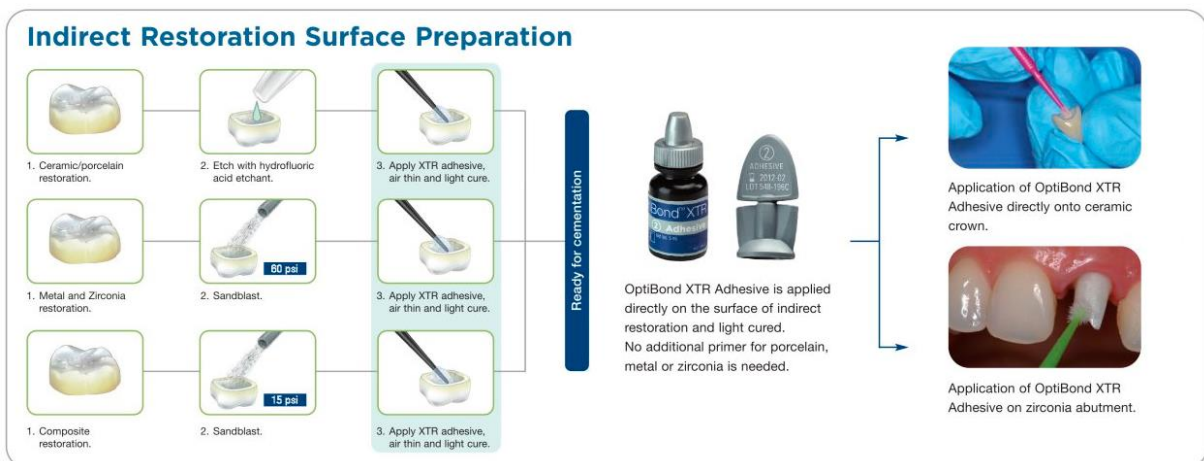 Indirect Restoration Surface Preparation
1. Ceramic/porcelain
restoration.
2. Etch with hydrofluoric
acid etchant.
3. Apply XTR adhesive,
air thin and light cure.
60 psi
1. Metal and Zirconia
restoration.
2. Sandblast.
3. Apply XTR adhesive,
air thin and light cure.
15 psi
1. Composite
restoration.
2. Sandblast.
3. Apply XTR adhesive,
air thin and light cure.
Ready for cementation
Bond™ XTR
2 Adhesive
2
ADHESIVE
2012-02
OptiBond XTR Adhesive is applied
directly on the surface of indirect
restoration and light cured.
No additional primer for porcelain,
metal or zirconia is needed.
Application of OptiBond XTR
Adhesive directly onto ceramic
crown.
Application of OptiBond XTR
Adhesive on zirconia abutment.